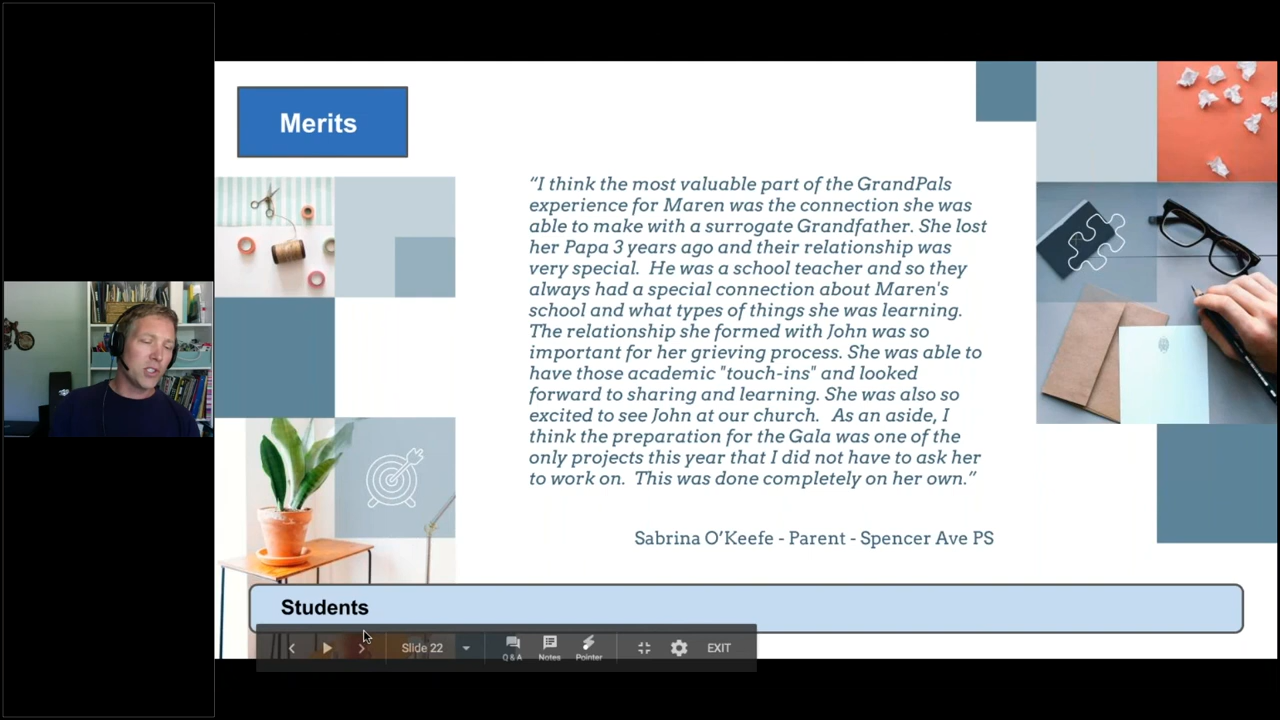 Merits
“I think the most valuable part of the GrandPals
experience for Maren was the connection she was
able to make with a surrogate Grandfather. She lost
her Papa 3 years ago and their relationship was
very special.  He was a school teacher and so they
always had a special connection about Maren's
school and what types of things she was learning.
The relationship she formed with John was so
important for her grieving process. She was able to
have those academic "touch-ins" and looked
forward to sharing and learning. She was also so
excited to see John at our church.   As an aside, I
think the preparation for the Gala was one of the
only projects this year that I did not have to ask her
to work on.  This was done completely on her own.”
Sabrina O’Keefe - Parent - Spencer Ave PS
Students
Slide 22
Q & A
Notes
Pointer
EXIT